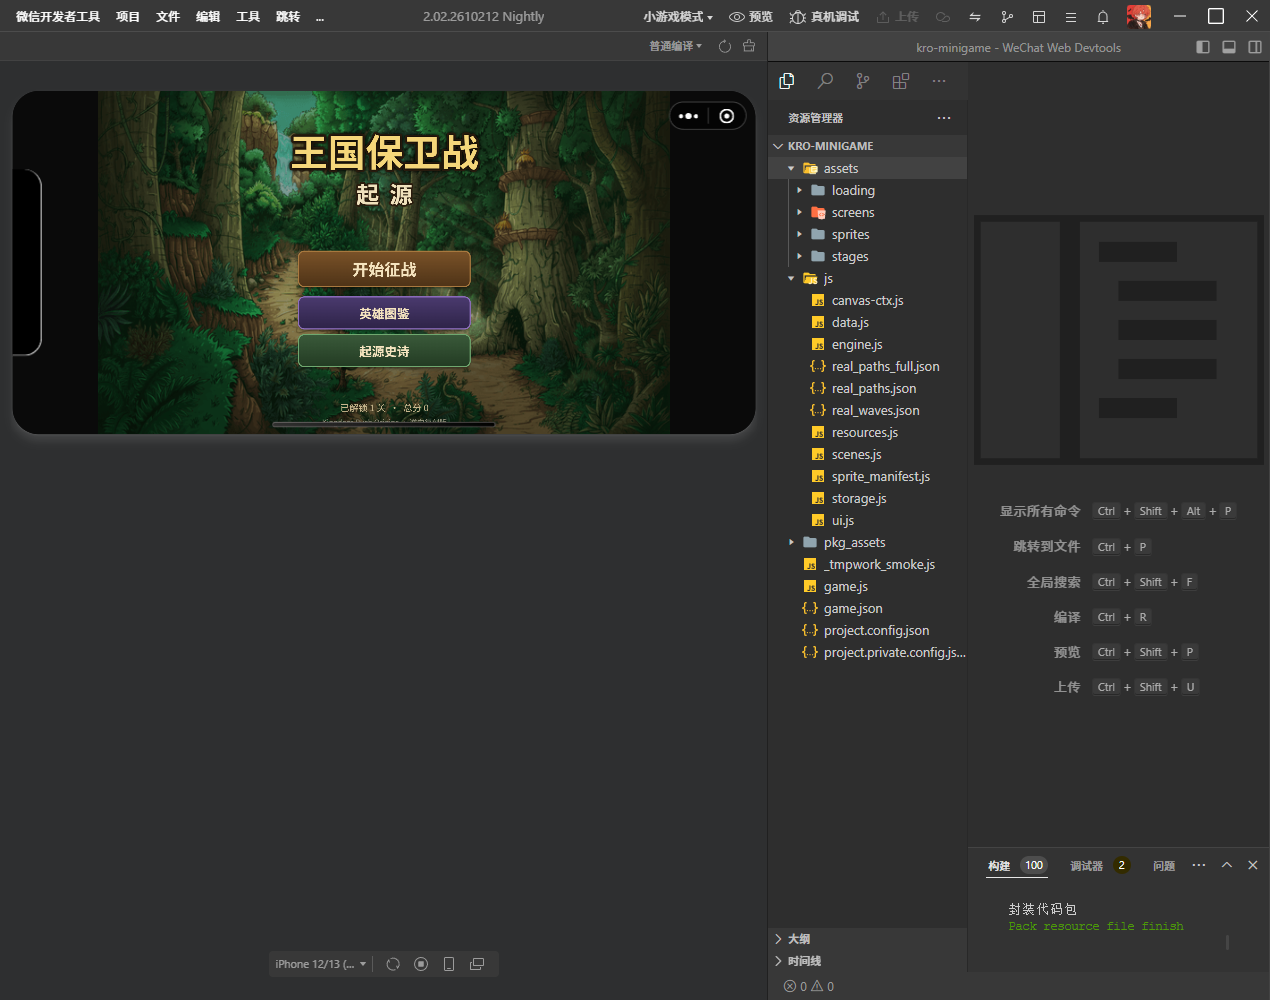 微信开发者工具 项目 文件 编辑 工具 跳转 ... 2.02.2610212 Nightly 小游戏模式 预览 真机调试 上传
普通编译
kro-minigame - WeChat Web Devtools
王国保卫战
起 源
开始征战
英雄图鉴
起源史诗
已解锁 1 关 · 总分 0
iPhone 12/13 (...
资源管理器
KRO-MINIGAME
assets
loading
screens
sprites
stages
js
canvas-ctx.js
data.js
engine.js
real_paths_full.json
real_paths.json
real_waves.json
resources.js
scenes.js
sprite_manifest.js
storage.js
ui.js
pkg_assets
_tmpwork_smoke.js
game.js
game.json
project.config.json
project.private.config.js...
大纲
时间线
0 0
显示所有命令 Ctrl + Shift + Alt + P
跳转到文件 Ctrl + P
全局搜索 Ctrl + Shift + F
编译 Ctrl + R
预览 Ctrl + Shift + P
上传 Ctrl + Shift + U
构建 100 调试器 2 问题
封装代码包
Pack resource file finish